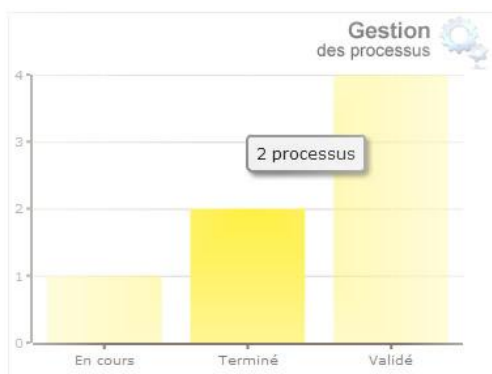 Gestion
des processus
4
3
2 processus
2
1
0
En cours Terminé Validé